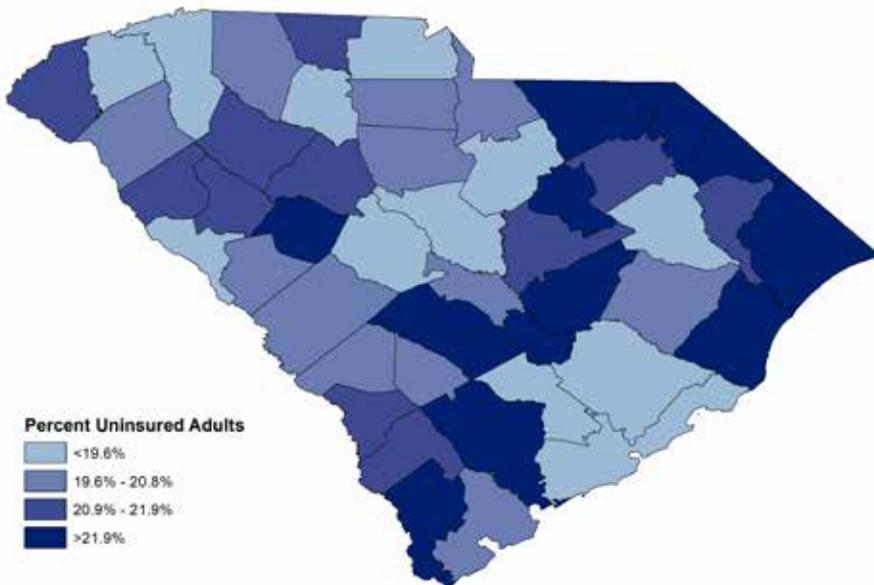 Percent Uninsured Adults
<19.6%
19.6% - 20.8%
20.9% - 21.9%
>21.9%